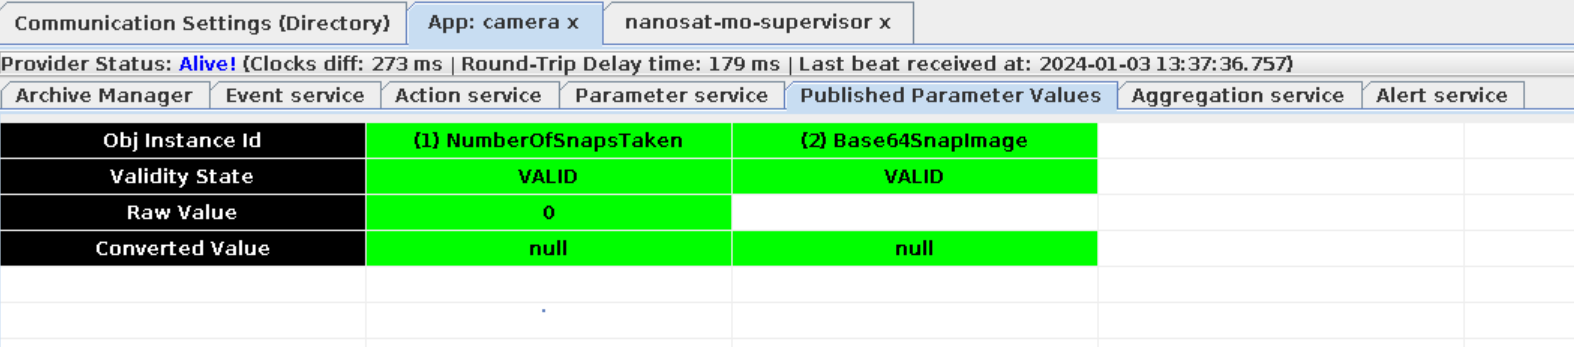 Communication Settings (Directory) App: camera x nanosat-mo-supervisor x
Provider Status: Alive! (Clocks diff: 273 ms | Round-Trip Delay time: 179 ms | Last beat received at: 2024-01-03 13:37:36.757)
Archive Manager Event service Action service Parameter service Published Parameter Values Aggregation service Alert service
Obj Instance Id (1) NumberOfSnapsTaken (2) Base64SnapImage
Validity State VALID VALID
Raw Value 0
Converted Value null null